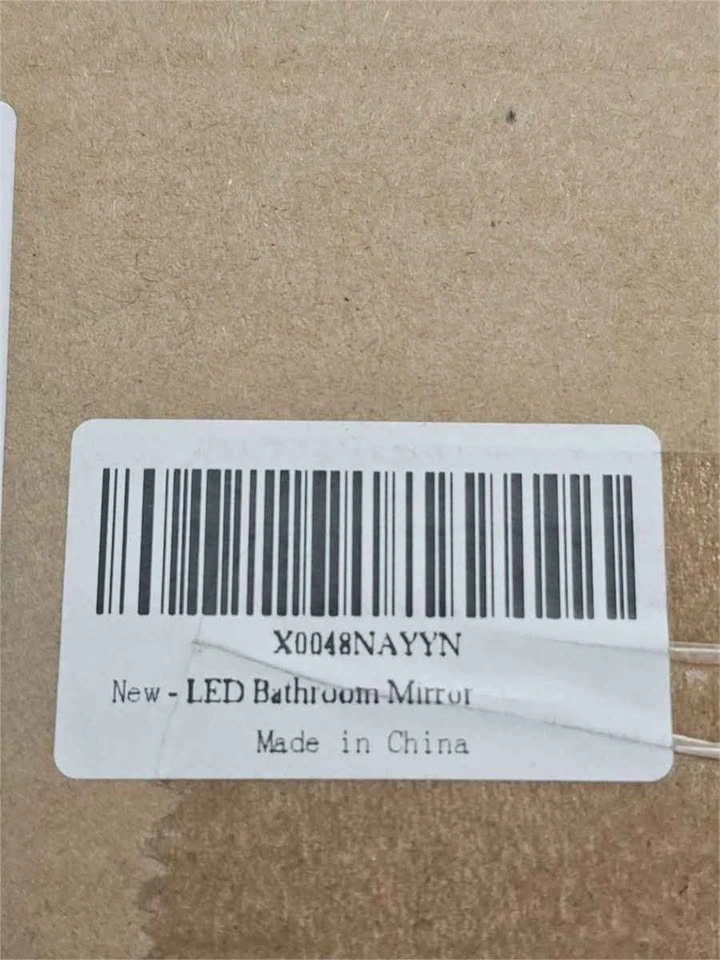 X0048NAYYN
New - LED Bathroom Mirror
Made in China